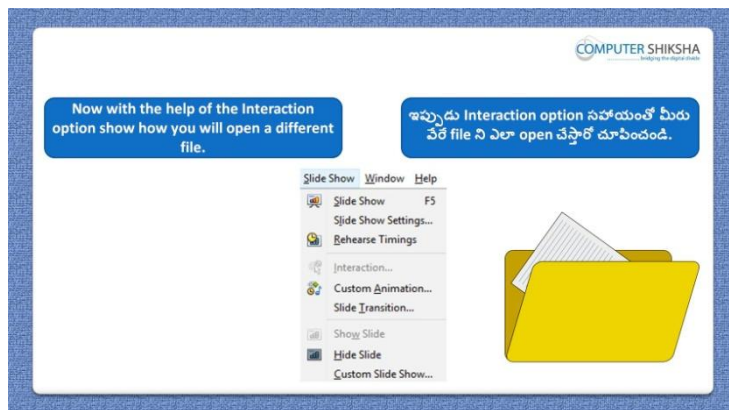 COMPUTER SHIKSHA
bridging the digital divide
Now with the help of the Interaction
option show how you will open a different
file.
ఇప్పుడు Interaction option సహాయంతో మీరు
వేరే file ని ఎలా open చేస్తారో చూపించండి.
Slide Show Window Help
Slide Show F5
Slide Show Settings...
Rehearse Timings
Interaction...
Custom Animation...
Slide Transition...
Show Slide
Hide Slide
Custom Slide Show...